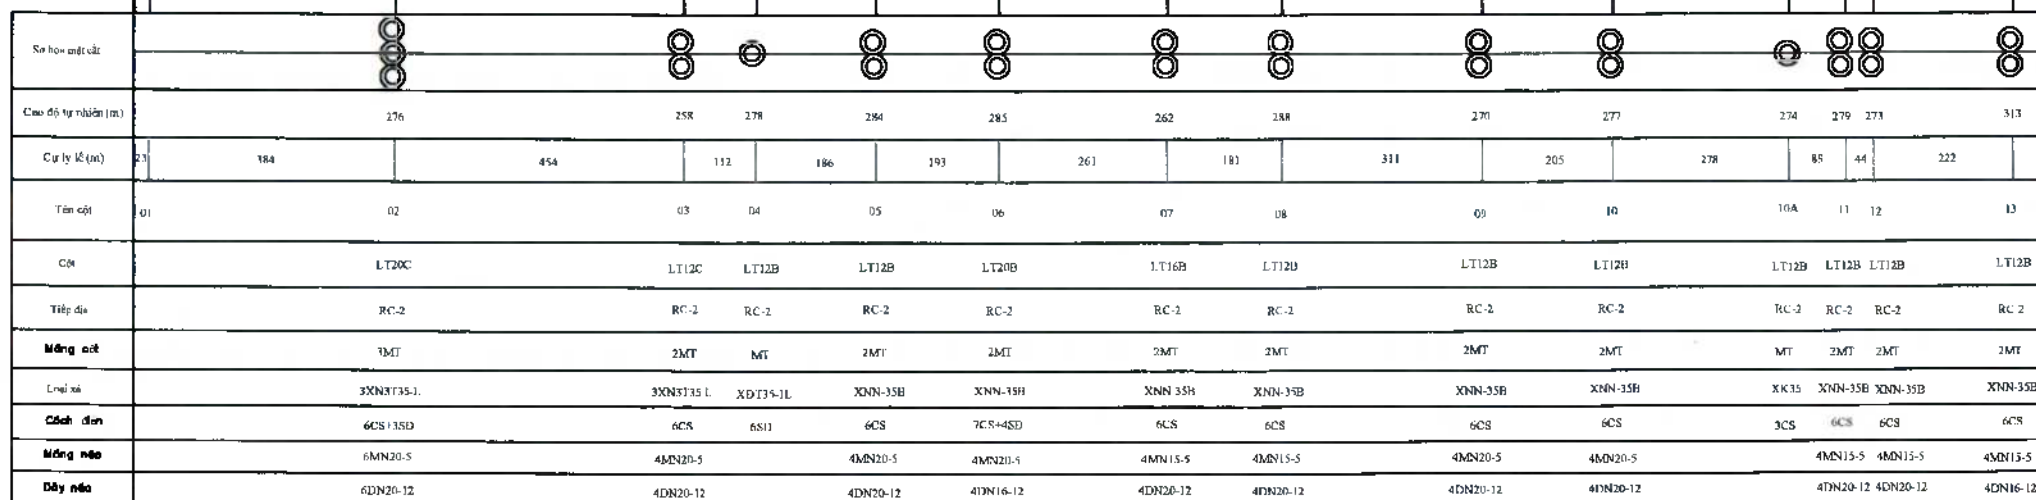 Sơ họa mặt cắt
Cao độ tự nhiên (m) 276 258 278 284 285 262 288 270 277 274 279 273 313
Cự ly lẻ (m) 23 384 454 112 186 193 261 181 311 205 278 89 44 222
Tên cột 01 02 03 04 05 06 07 08 09 10 10A 11 12 13
Cột LT20C LT12C LT12B LT12B LT20B LT16B LT12B LT12B LT12B LT12B LT12B LT12B LT12B
Tiếp địa RC-2 RC-2 RC-2 RC-2 RC-2 RC-2 RC-2 RC-2 RC-2 RC-2 RC-2 RC-2 RC-2
Móng cột 3MT 2MT MT 2MT 2MT 2MT 2MT 2MT 2MT MT 2MT 2MT 2MT
Loại xà 3XN3T35-L 3XN3T35-L XĐT35-1L XNN-35B XNN-35B XNN-35B XNN-35B XNN-35B XNN-35B XK35 XNN-35B XNN-35B XNN-35B
Cách điện 6CS+3SĐ 6CS 6SĐ 6CS 7CS+4SĐ 6CS 6CS 6CS 6CS 3CS 6CS 6CS 6CS
Móng néo 6MN20-5 4MN20-5 4MN20-5 4MN20-5 4MN15-5 4MN15-5 4MN20-5 4MN20-5 4MN15-5 4MN15-5 4MN15-5
Dây néo 6DN20-12 4DN20-12 4DN20-12 4DN16-12 4DN20-12 4DN20-12 4DN20-12 4DN20-12 4DN20-12 4DN20-12 4DN16-12